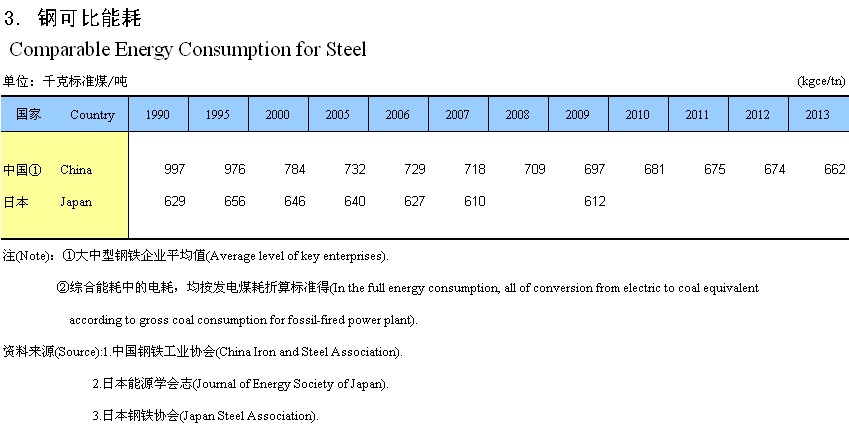 3. 钢可比能耗
Comparable Energy Consumption for Steel
单位：千克标准煤/吨 (kgce/tn)
国家 Country 1990 1995 2000 2005 2006 2007 2008 2009 2010 2011 2012 2013
中国① China 997 976 784 732 729 718 709 697 681 675 674 662
日本 Japan 629 656 646 640 627 610 612
注(Note)：①大中型钢铁企业平均值(Average level of key enterprises).
②综合能耗中的电耗，均按发电煤耗折算标准得(In the full energy consumption, all of conversion from electric to coal equivalent
according to gross coal consumption for fossil-fired power plant).
资料来源(Source):1.中国钢铁工业协会(China Iron and Steel Association).
2.日本能源学会志(Journal of Energy Society of Japan).
3.日本钢铁协会(Japan Steel Association).